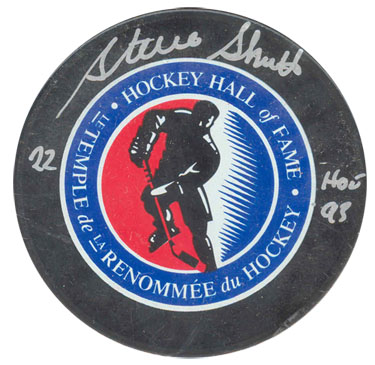 Steve Shutt
• HOCKEY HALL of FAME •
LE TEMPLE de LA RENOMMÉE du HOCKEY
22
HoF
93